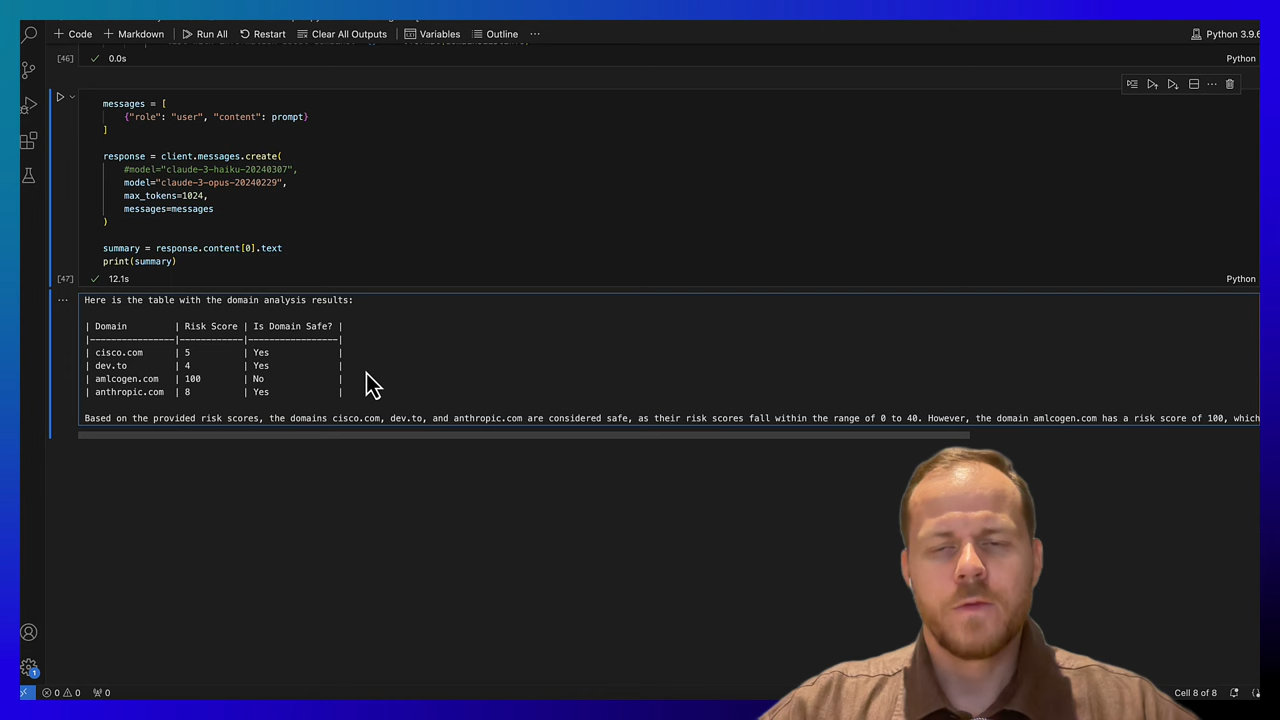 + Code + Markdown Run All Restart Clear All Outputs Variables Outline ... Python 3.9.6
[46] 0.0s Python
messages = [
{"role": "user", "content": prompt}
]
response = client.messages.create(
#model="claude-3-haiku-20240307",
model="claude-3-opus-20240229",
max_tokens=1024,
messages=messages
)
summary = response.content[0].text
print(summary)
[47] 12.1s Python
Here is the table with the domain analysis results:
| Domain | Risk Score | Is Domain Safe? |
|----------------|------------|-----------------|
| cisco.com | 5 | Yes |
| dev.to | 4 | Yes |
| amlcogen.com | 100 | No |
| anthropic.com | 8 | Yes |
Based on the provided risk scores, the domains cisco.com, dev.to, and anthropic.com are considered safe, as their risk scores fall within the range of 0 to 40. However, the domain amlcogen.com has a risk score of 100, which
1
0 0 0 Cell 8 of 8